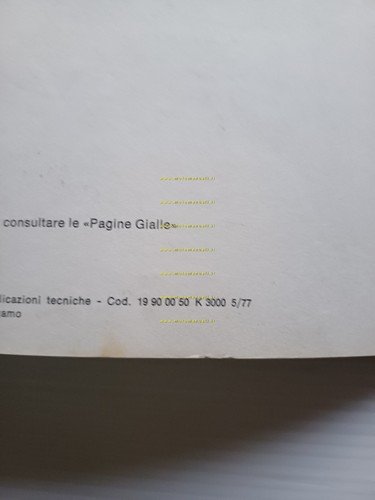 consultare le «Pagine Gialle»
licazioni tecniche - Cod. 19 90 00 50 K 3000 5/77
amo